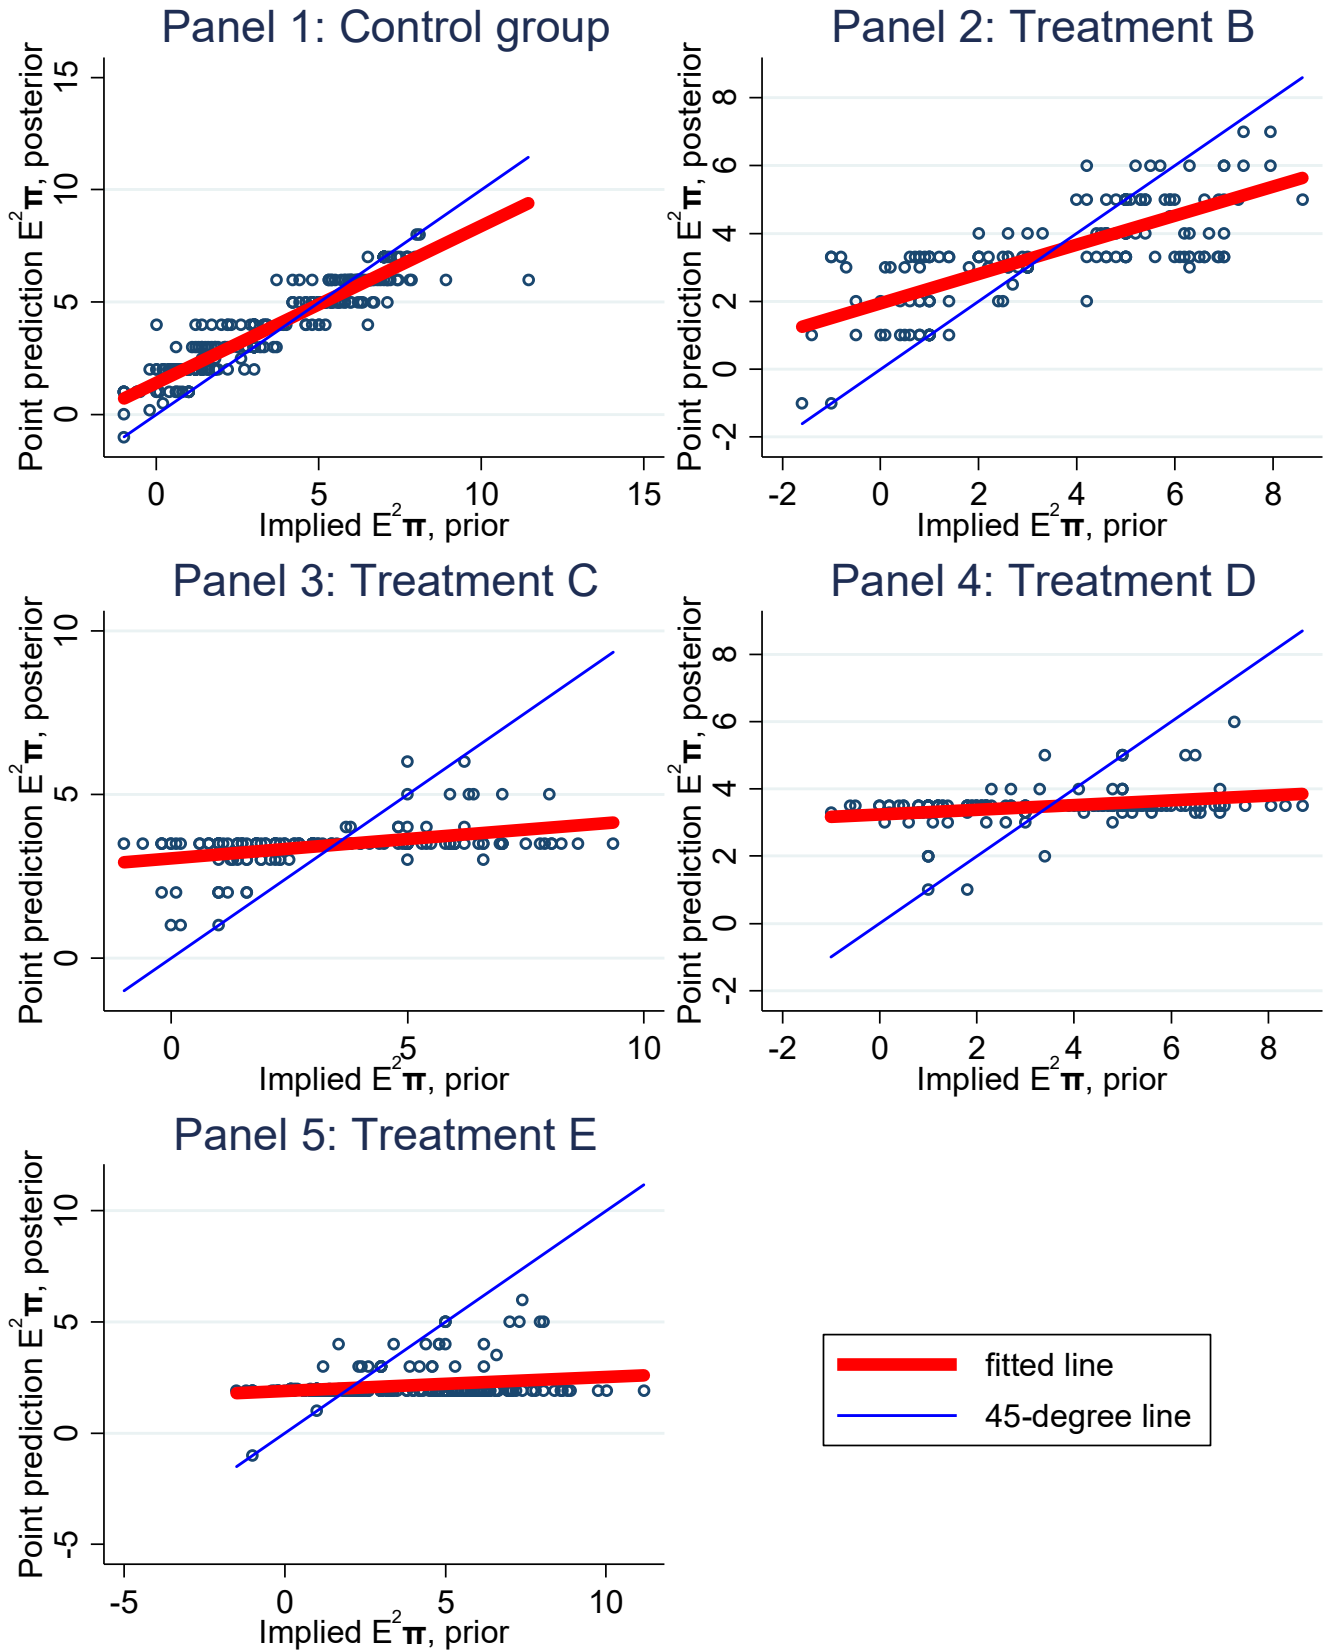 Panel 1: Control group
Point prediction E²π, posterior
15
10
5
0
0
5
10
15
Implied E²π, prior
Panel 2: Treatment B
Point prediction E²π, posterior
8
6
4
2
0
-2
-2
0
2
4
6
8
Implied E²π, prior
Panel 3: Treatment C
Point prediction E²π, posterior
10
5
0
0
5
10
Implied E²π, prior
Panel 4: Treatment D
Point prediction E²π, posterior
8
6
4
2
0
-2
-2
0
2
4
6
8
Implied E²π, prior
Panel 5: Treatment E
Point prediction E²π, posterior
10
5
0
-5
-5
0
5
10
Implied E²π, prior
fitted line
45-degree line